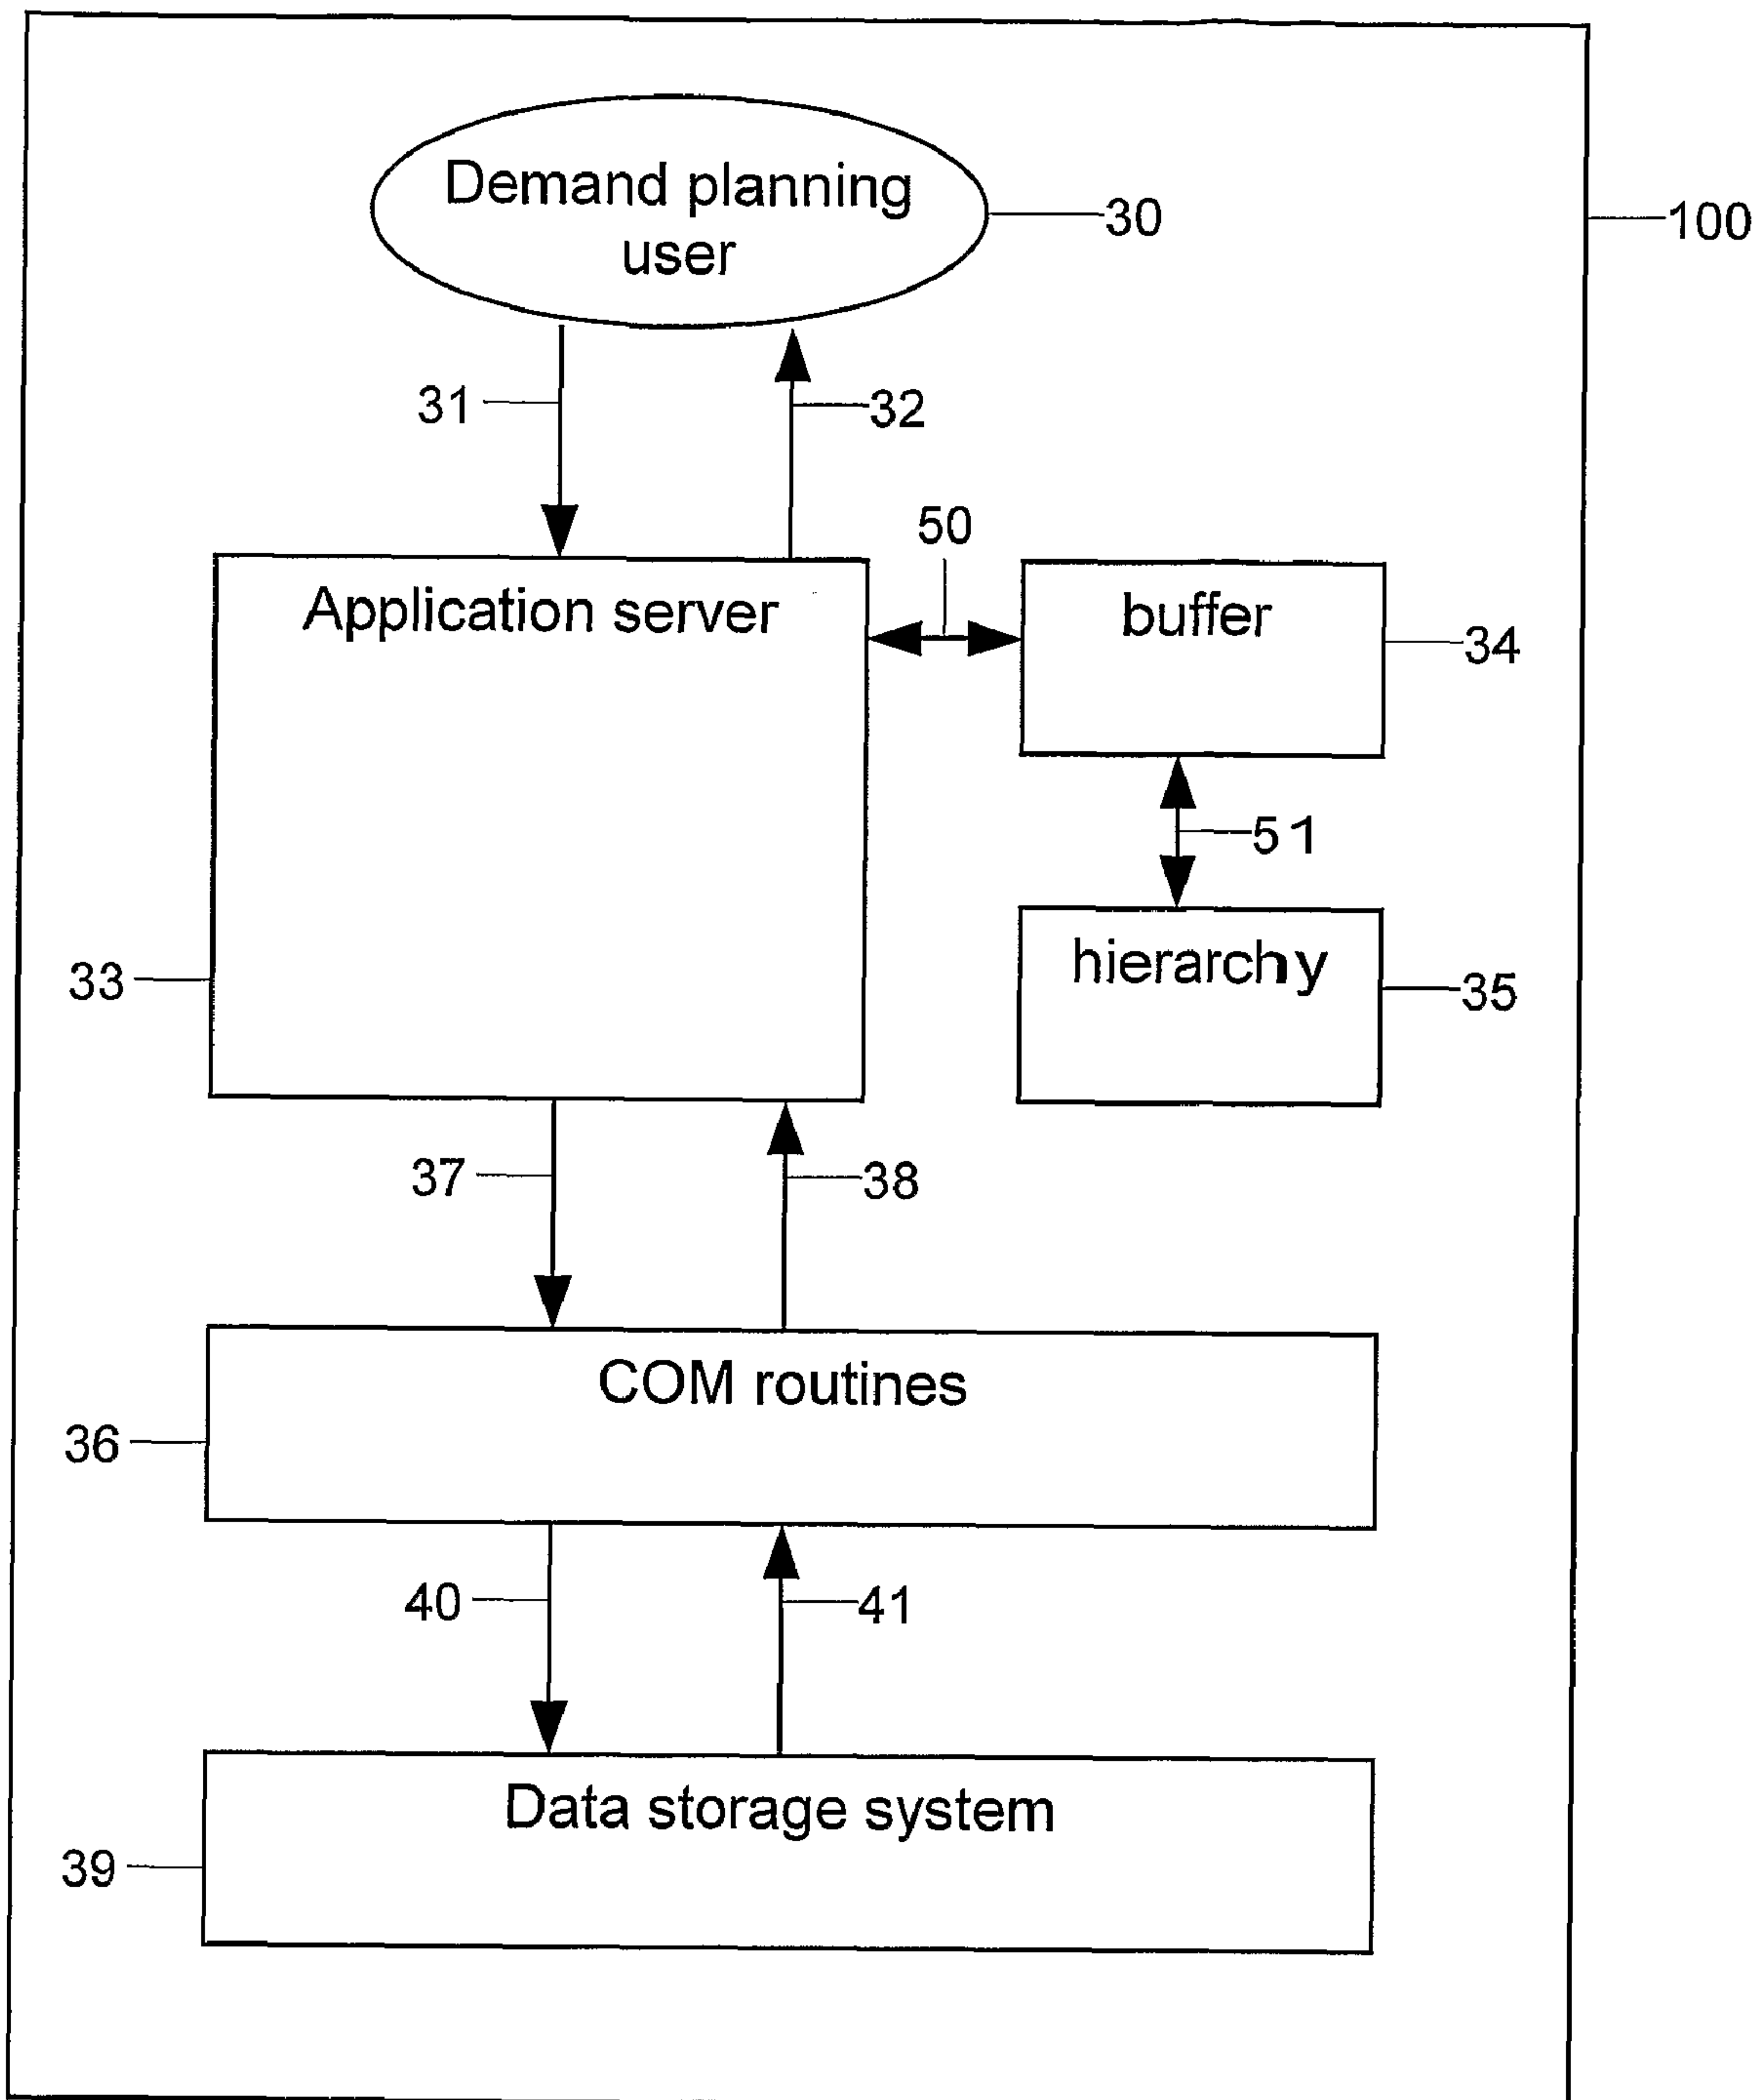 Demand planning
user
30
100
31
32
50
Application server
buffer
34
51
hierarchy
33
35
37
38
COM routines
36
40
41
Data storage system
39